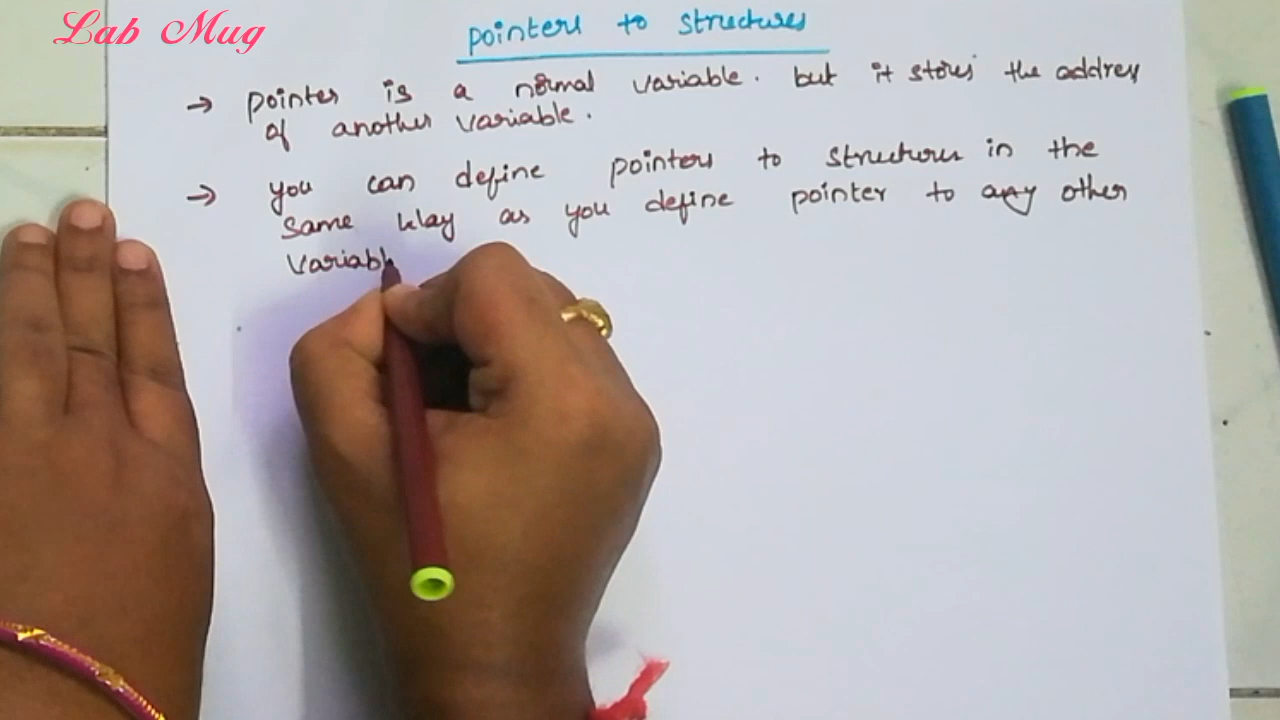 Lab Mug
pointers to structures
→ pointer is a normal variable. but it stores the address
of another variable.
→ you can define pointers to structures in the
same way as you define pointer to any other
Variabl